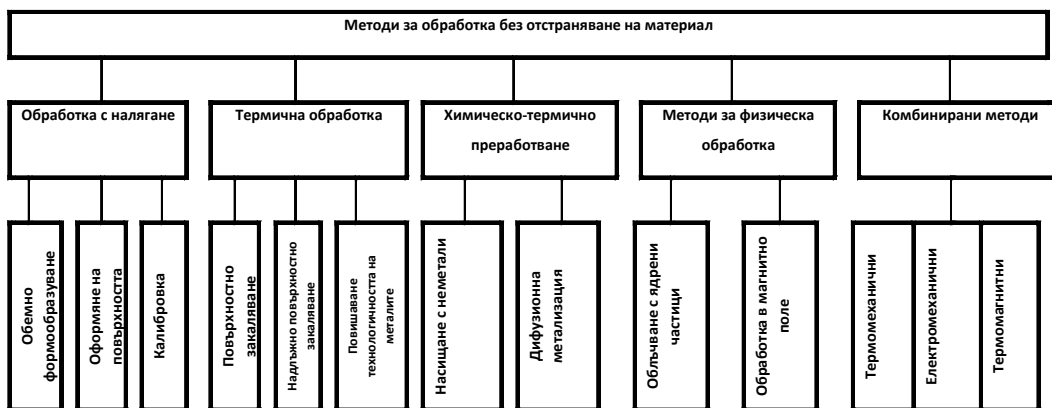 Методи за обработка без отстраняване на материал
Обработка с налягане
Термична обработка
Химическо-термично
преработване
Методи за физическа
обработка
Комбинирани методи
Обемно
формообразуване
Оформяне на
повърхността
Калибровка
Повърхностно
закаляване
Надлъжно повърхностно
закаляване
Повишаване
технологичността на
металите
Насищане с неметали
Дифузионна
метализация
Облъчване с ядрени
частици
Обработка в магнитно
поле
Термомеханични
Електромеханични
Термомагнитни